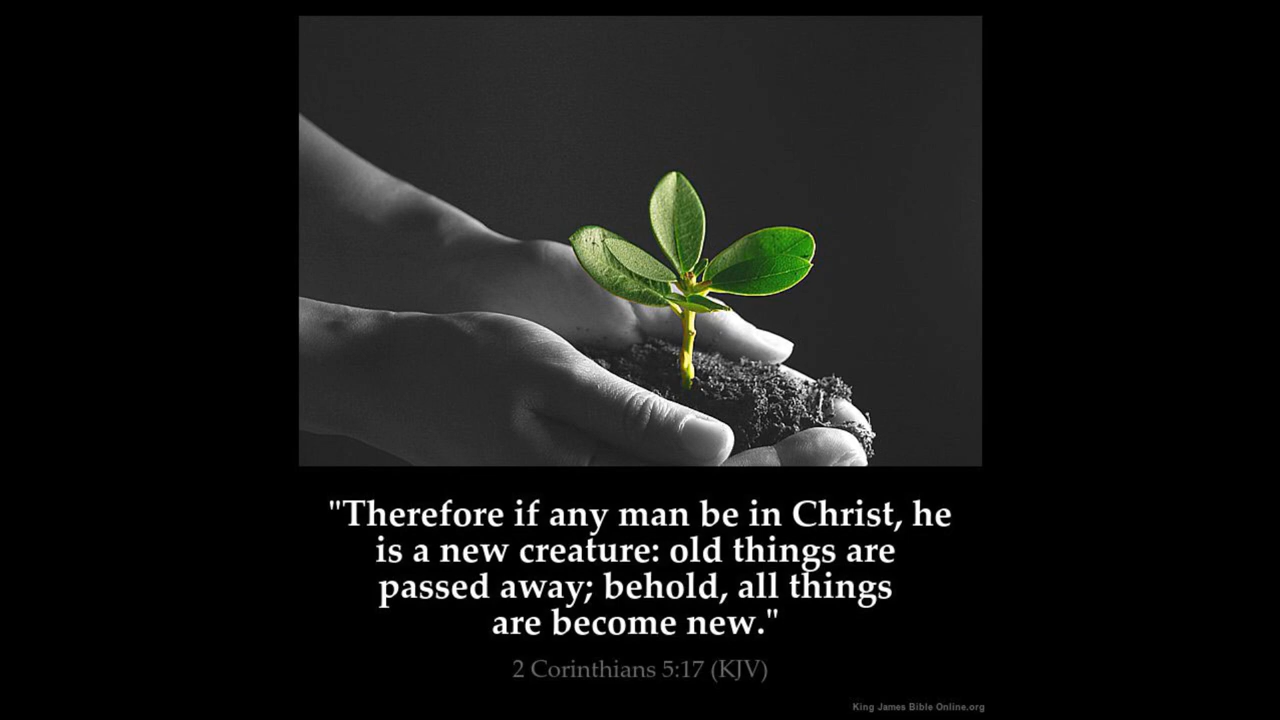 "Therefore if any man be in Christ, he
is a new creature: old things are
passed away; behold, all things
are become new."
2 Corinthians 5:17 (KJV)
King James Bible Online.org